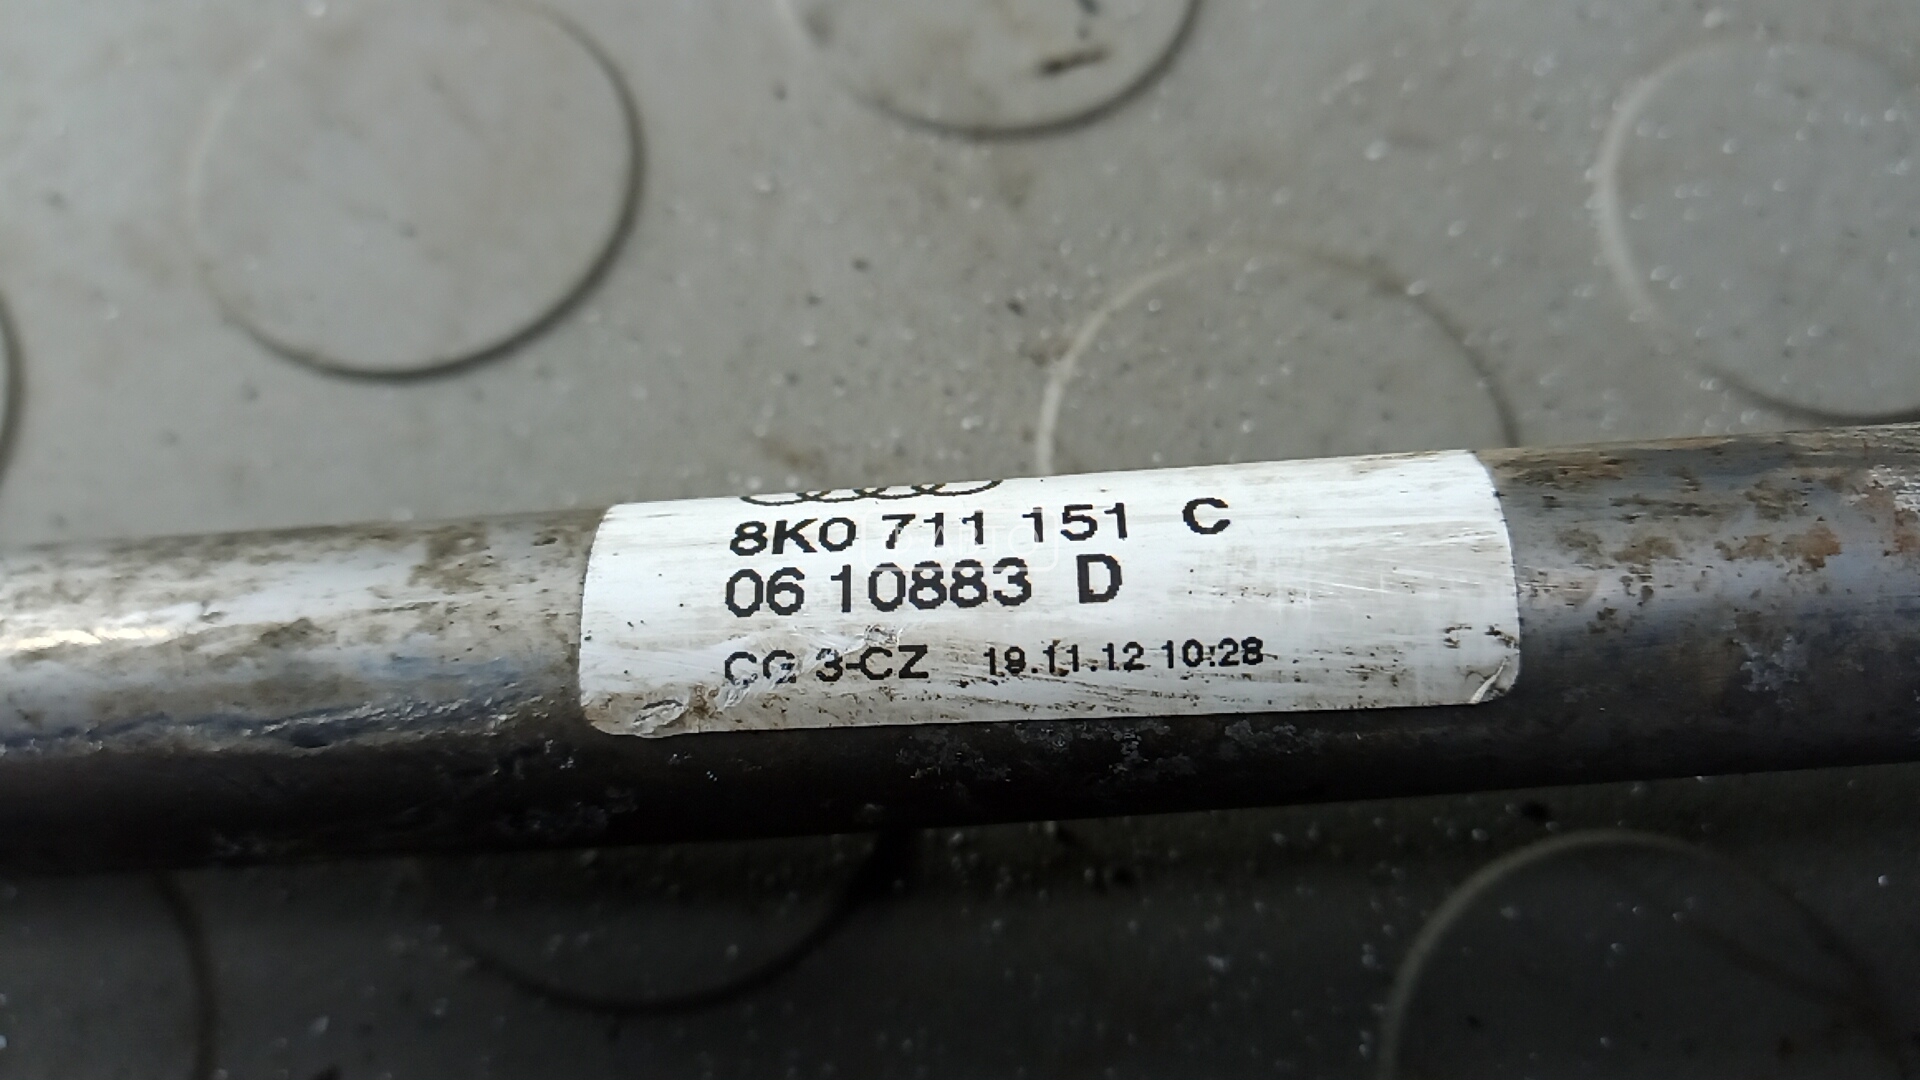 8K0 711 151 C
06 10883 D
CG 3-CZ 19.11.12 10:28